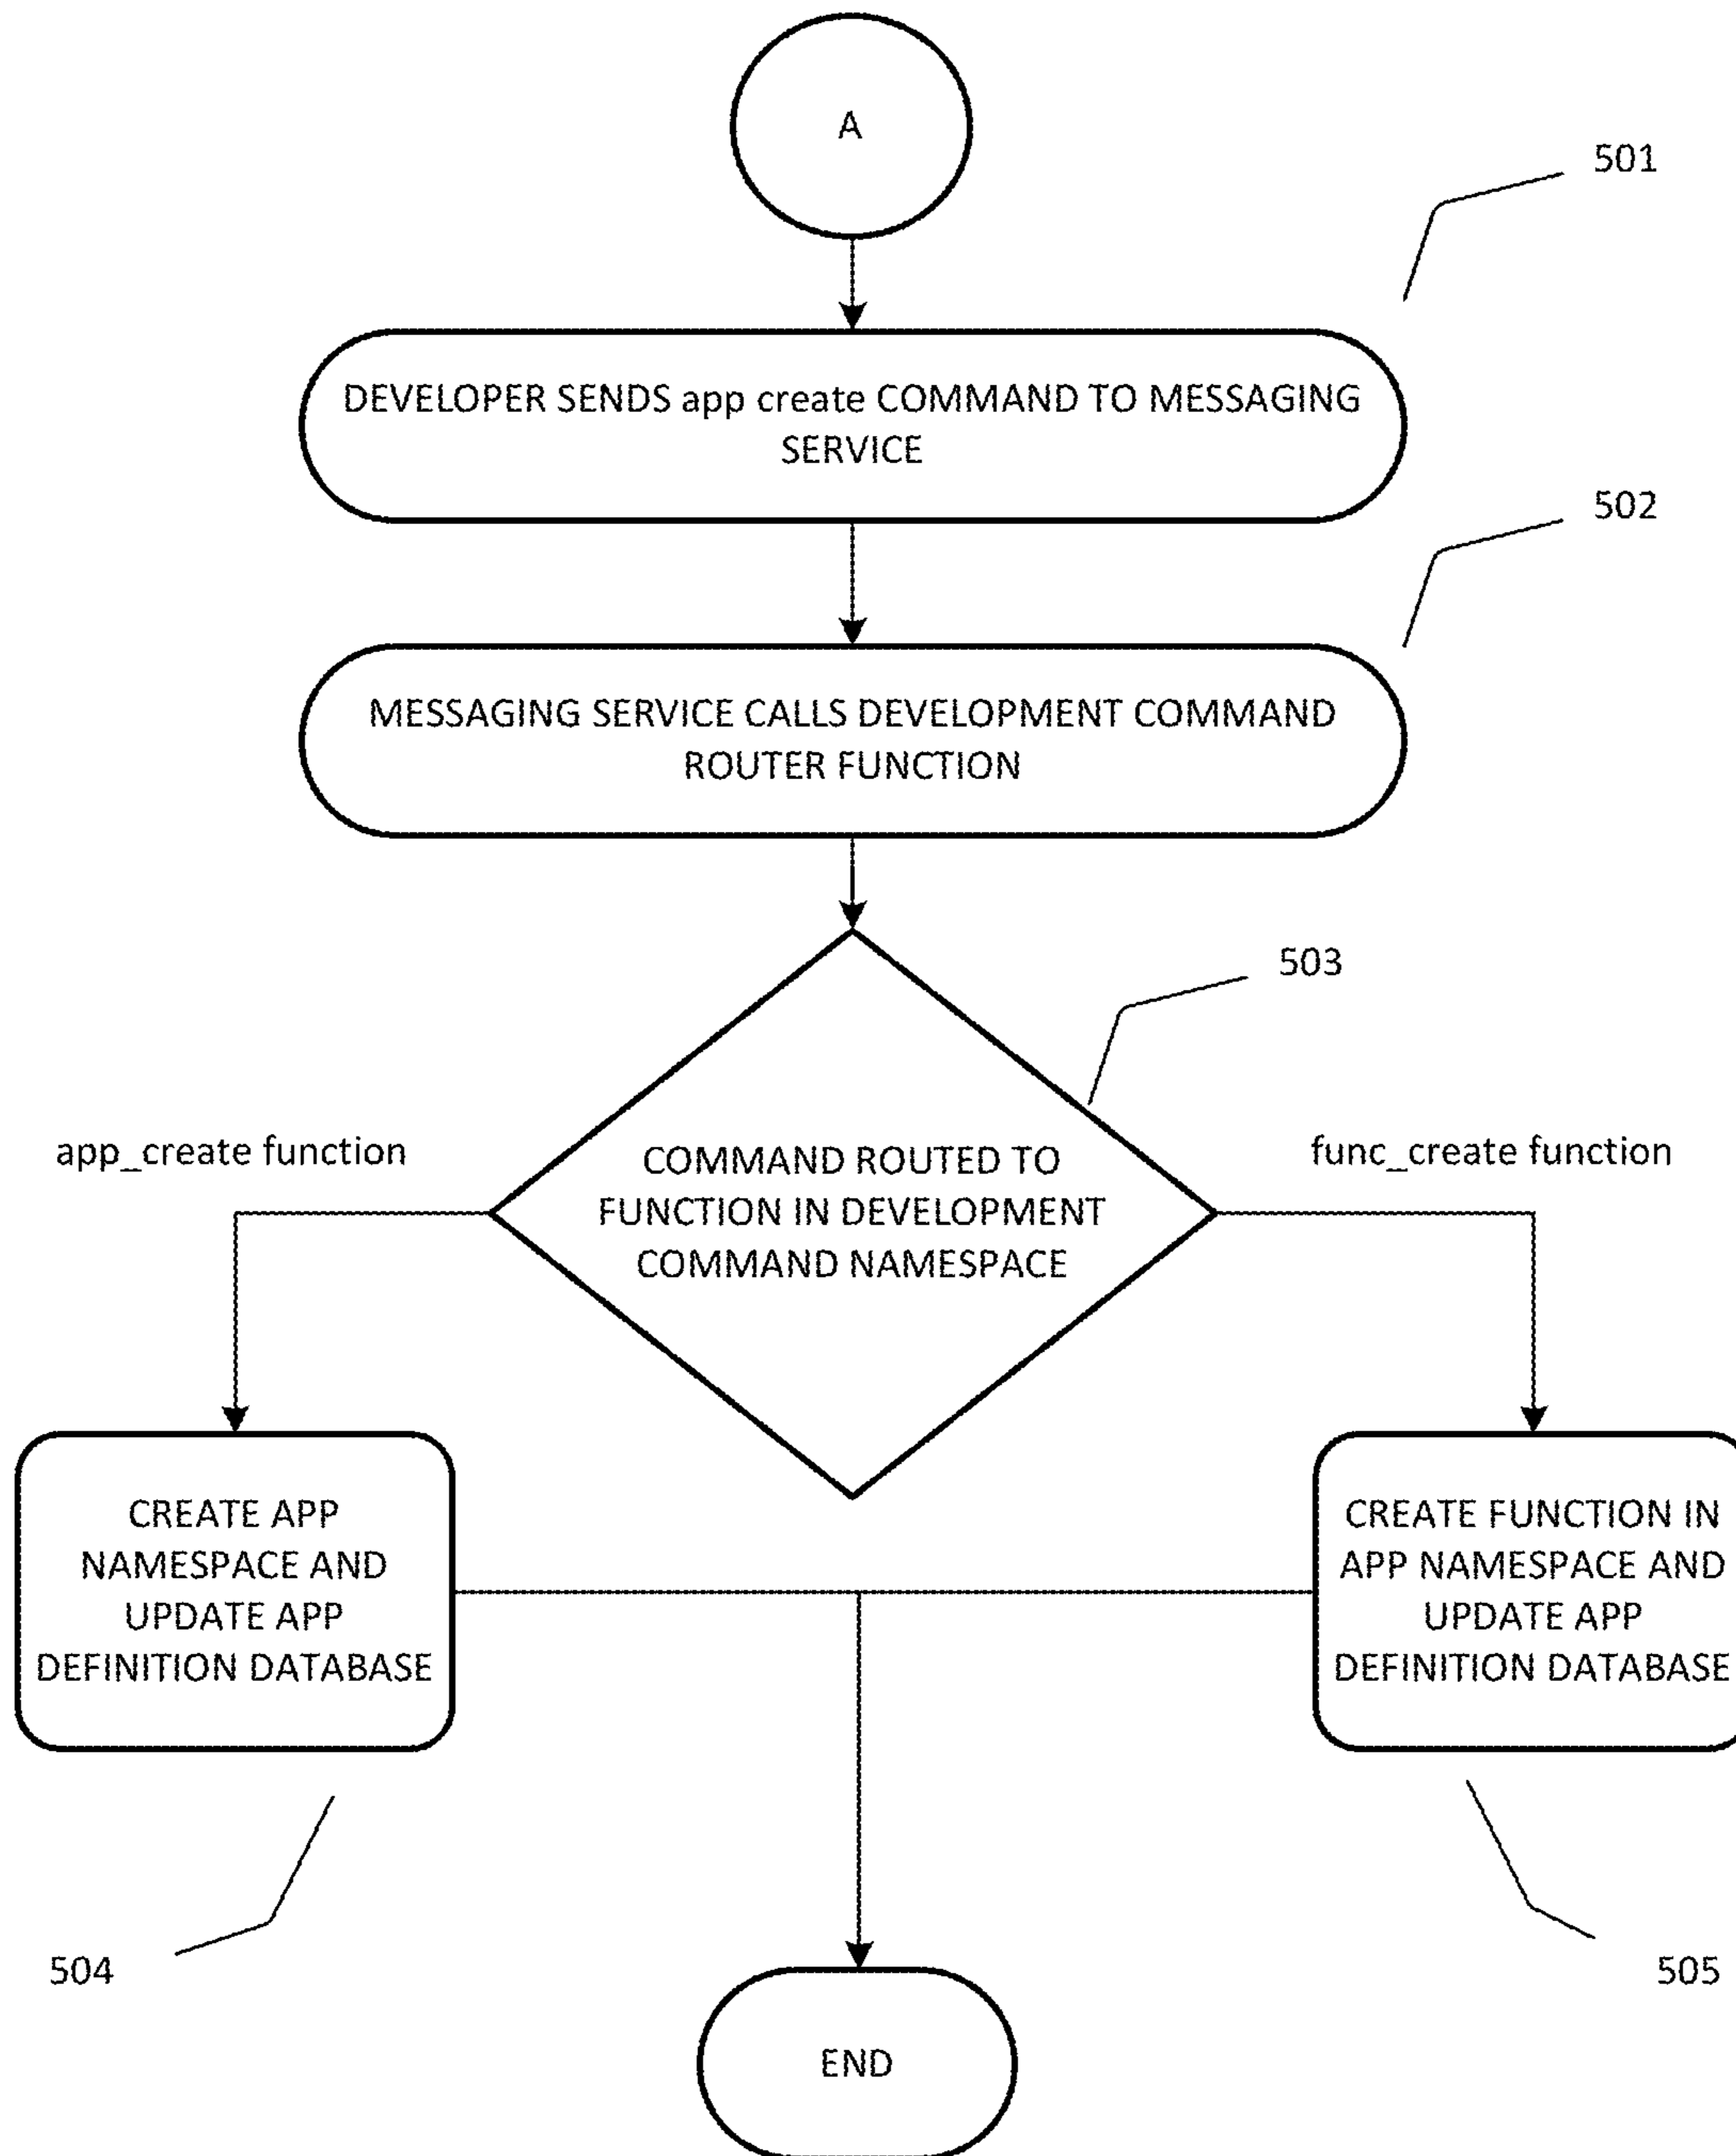 A
501
DEVELOPER SENDS app create COMMAND TO MESSAGING
SERVICE
502
MESSAGING SERVICE CALLS DEVELOPMENT COMMAND
ROUTER FUNCTION
503
app_create function
func_create function
COMMAND ROUTED TO
FUNCTION IN DEVELOPMENT
COMMAND NAMESPACE
CREATE APP
NAMESPACE AND
UPDATE APP
DEFINITION DATABASE
CREATE FUNCTION IN
APP NAMESPACE AND
UPDATE APP
DEFINITION DATABASE
504
505
END